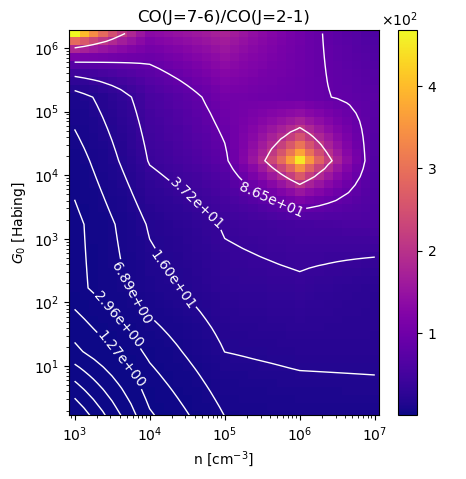 CO(J=7-6)/CO(J=2-1)
×10²
G₀ [Habing]
10⁶
10⁵
10⁴
10³
10²
10¹
3.72e+01
8.65e+01
1.60e+01
6.89e+00
2.96e+00
1.27e+00
4
3
2
1
10³ 10⁴ 10⁵ 10⁶ 10⁷
n [cm⁻³]